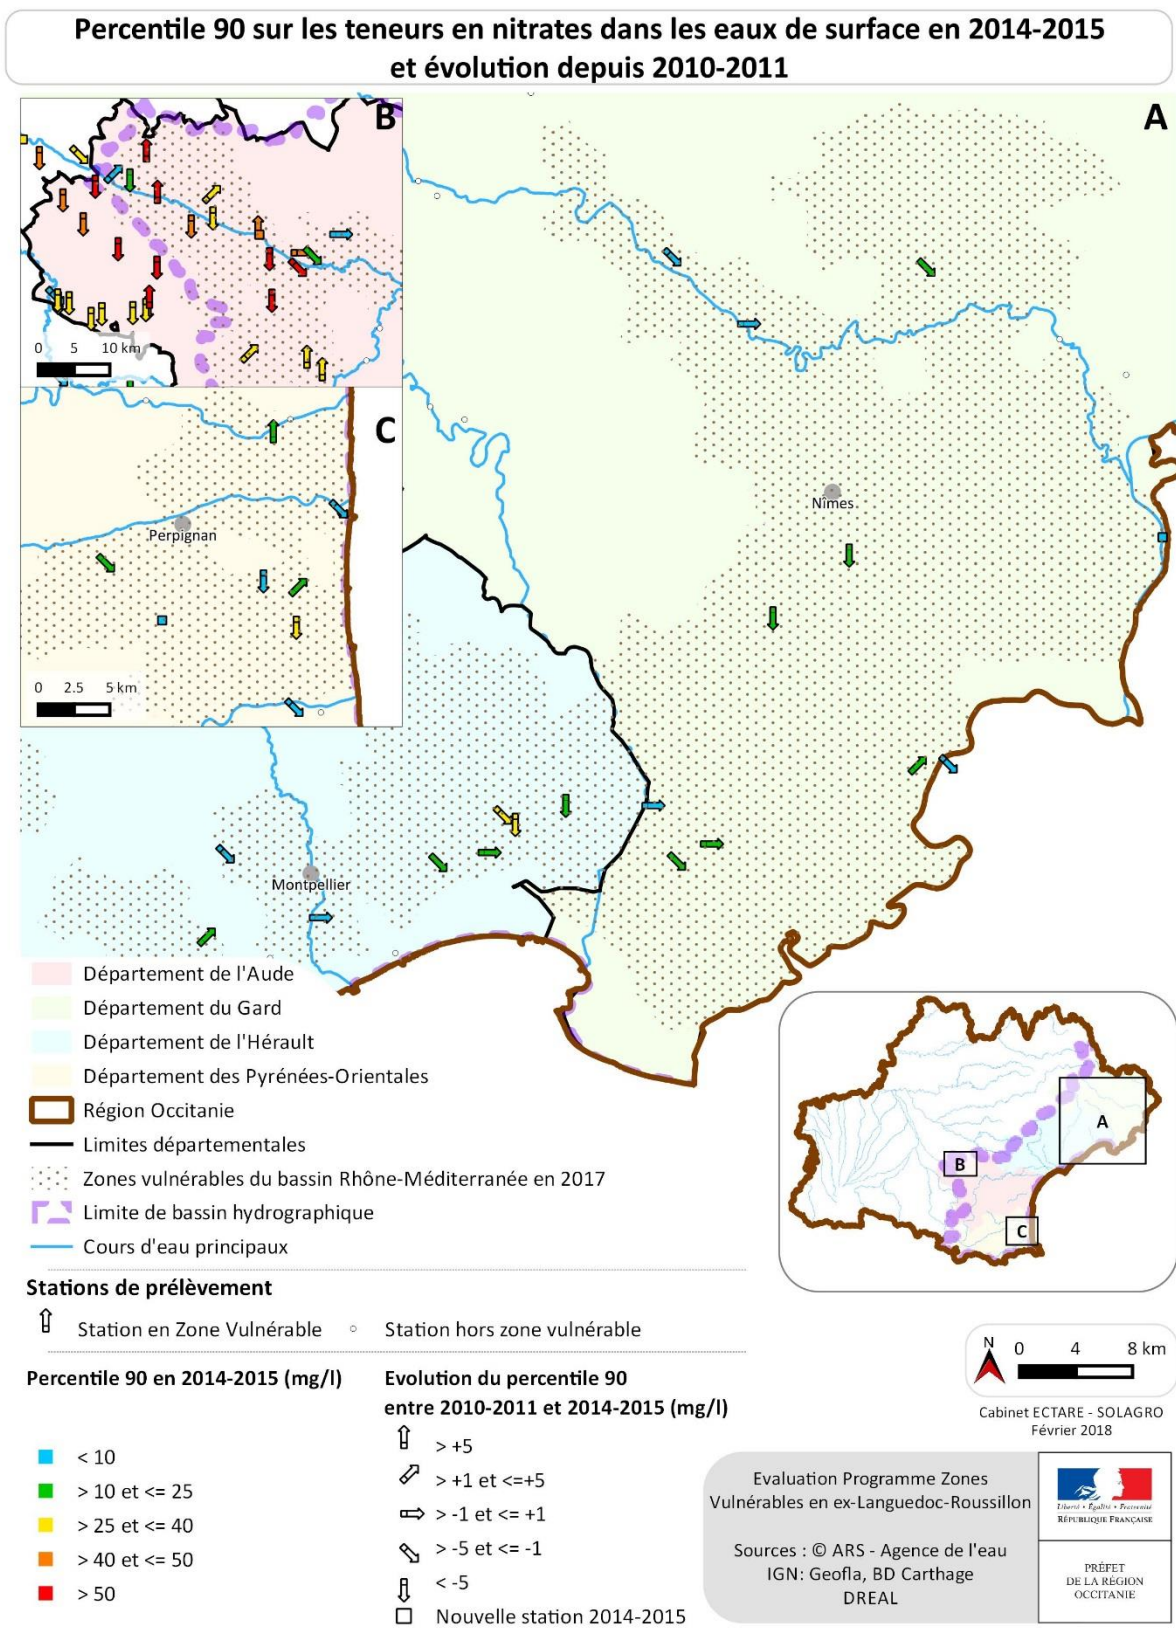 Percentile 90 sur les teneurs en nitrates dans les eaux de surface en 2014-2015
et évolution depuis 2010-2011
B
A
0 5 10 km
C
Perpignan
0 2.5 5 km
Nîmes
Montpellier
Département de l'Aude
Département du Gard
Département de l'Hérault
Département des Pyrénées-Orientales
Région Occitanie
Limites départementales
Zones vulnérables du bassin Rhône-Méditerranée en 2017
Limite de bassin hydrographique
Cours d'eau principaux
A
B
C
Stations de prélèvement
Station en Zone Vulnérable
Station hors zone vulnérable
N 0 4 8 km
Cabinet ECTARE - SOLAGRO
Février 2018
Percentile 90 en 2014-2015 (mg/l)
< 10
> 10 et <= 25
> 25 et <= 40
> 40 et <= 50
> 50
Evolution du percentile 90
entre 2010-2011 et 2014-2015 (mg/l)
> +5
> +1 et <=+5
> -1 et <= +1
> -5 et <= -1
< -5
Nouvelle station 2014-2015
Evaluation Programme Zones
Vulnérables en ex-Languedoc-Roussillon
Sources : © ARS - Agence de l'eau
IGN: Geofla, BD Carthage
DREAL
Liberté • Égalité • Fraternité
RÉPUBLIQUE FRANÇAISE
PRÉFET
DE LA RÉGION
OCCITANIE